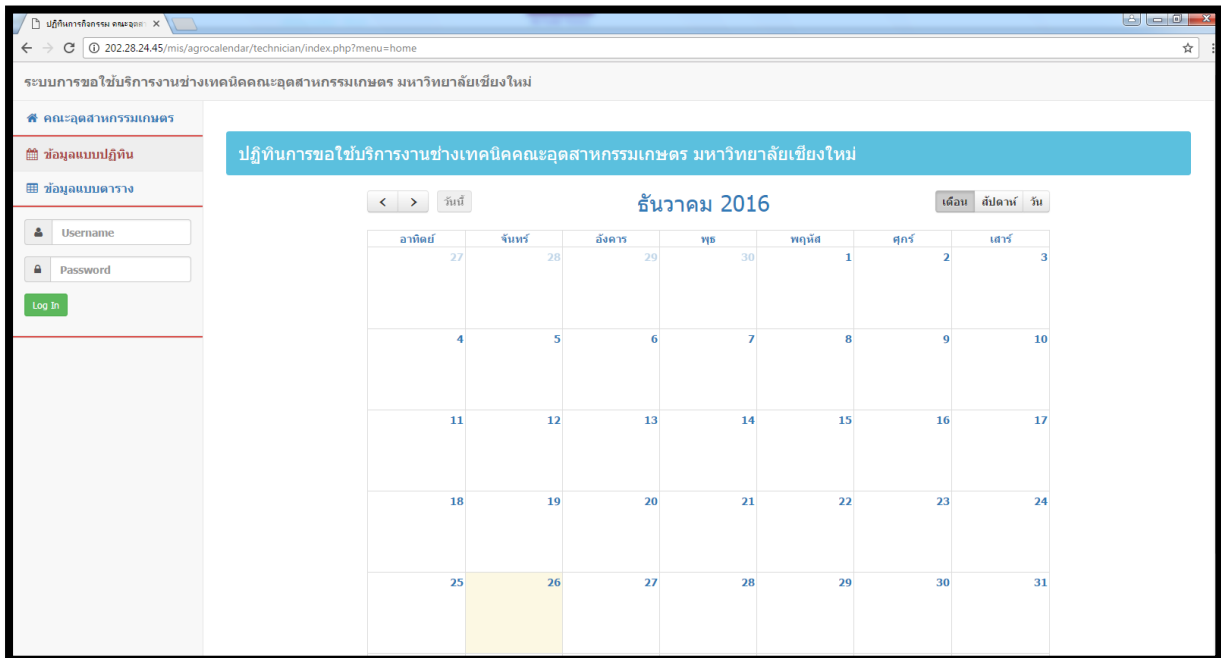 ปฏิทินการกิจกรรม คณะอุตสา
202.28.24.45/mis/agrocalendar/technician/index.php?menu=home
ระบบการขอใช้บริการงานช่างเทคนิคคณะอุตสาหกรรมเกษตร มหาวิทยาลัยเชียงใหม่
คณะอุตสาหกรรมเกษตร
ข้อมูลแบบปฏิทิน
ข้อมูลแบบตาราง
Username
Password
Log In
ปฏิทินการขอใช้บริการงานช่างเทคนิคคณะอุตสาหกรรมเกษตร มหาวิทยาลัยเชียงใหม่
วันนี้ ธันวาคม 2016 เดือน สัปดาห์ วัน
อาทิตย์ จันทร์ อังคาร พุธ พฤหัส ศุกร์ เสาร์
27 28 29 30 1 2 3
4 5 6 7 8 9 10
11 12 13 14 15 16 17
18 19 20 21 22 23 24
25 26 27 28 29 30 31